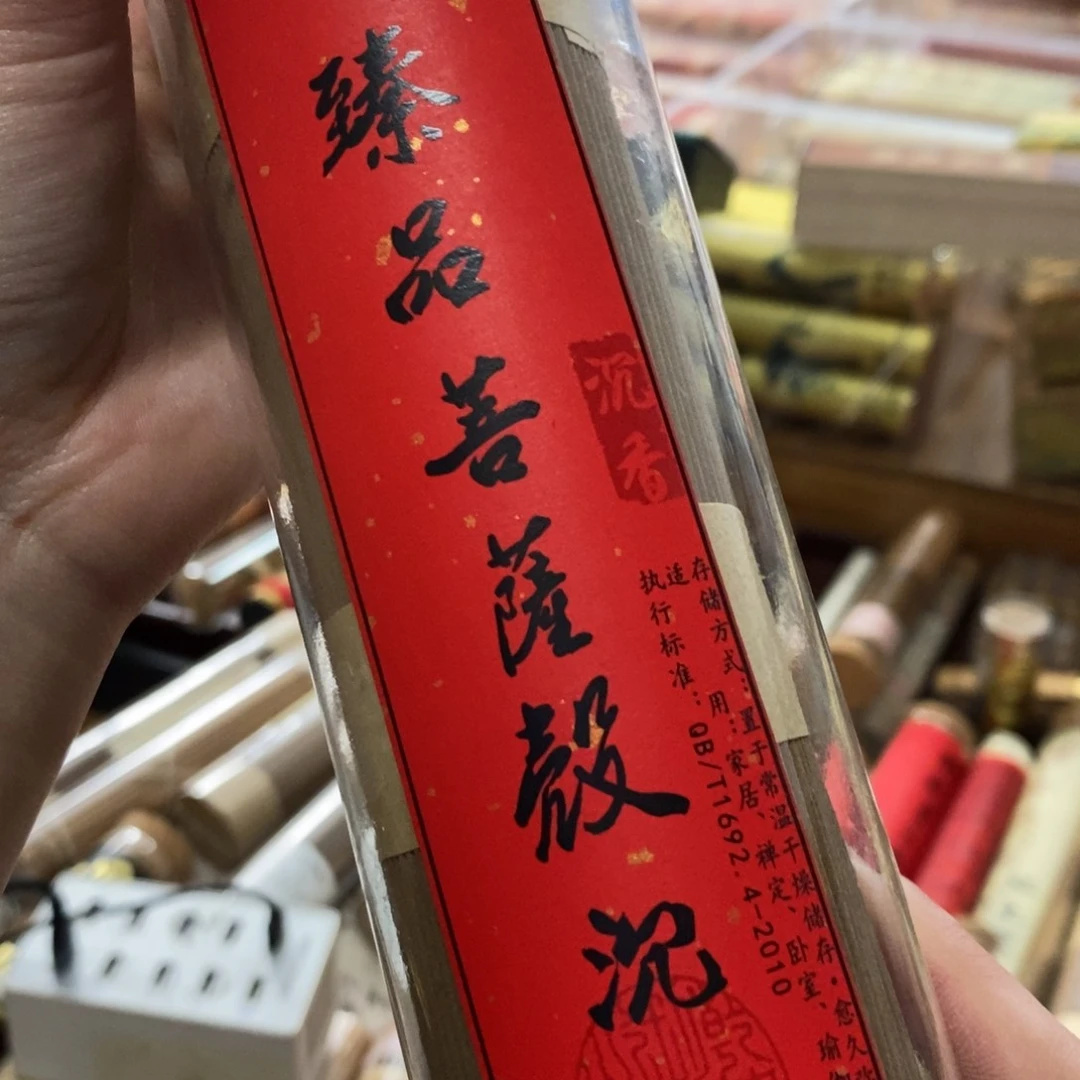 臻品菩薩殼沉
沉香
存储方式：置于常温干燥储存，愈久
适用：家居、禅定、卧室、瑜
执行标准：QB/T1692.4-2010